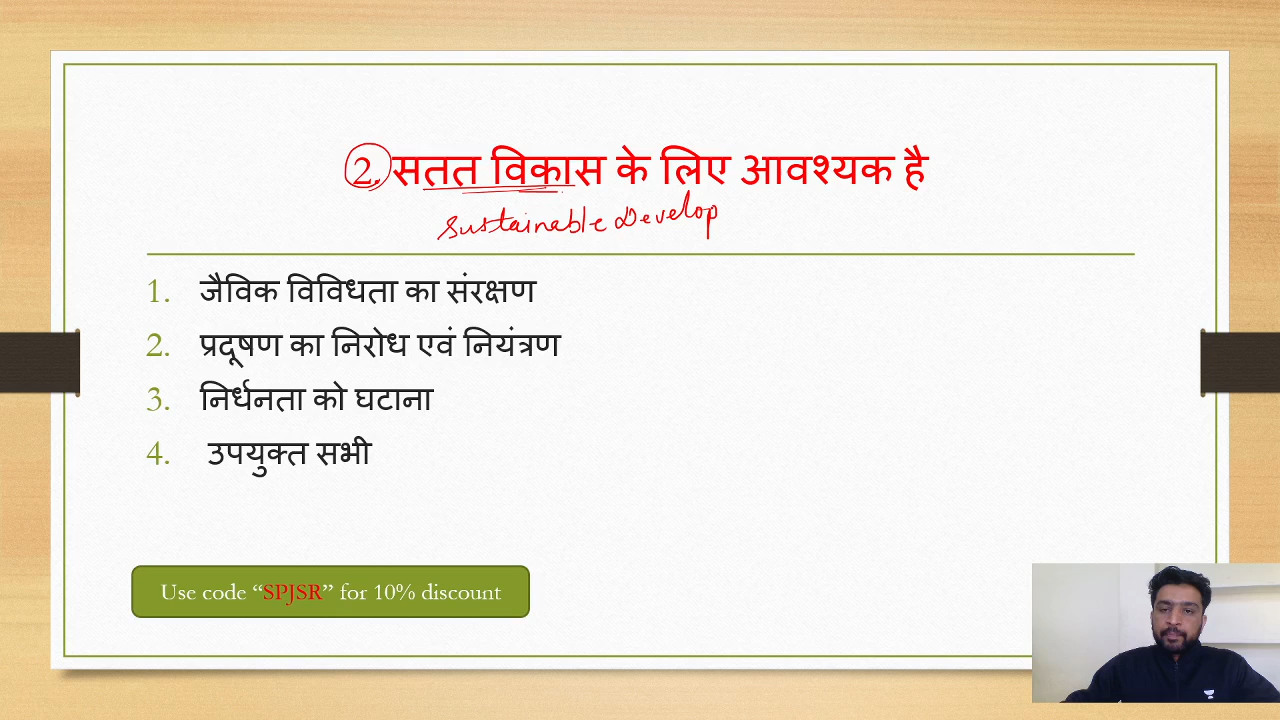 2. सतत विकास के लिए आवश्यक है
Sustainable Develop
1. जैविक विविधता का संरक्षण
2. प्रदूषण का निरोध एवं नियंत्रण
3. निर्धनता को घटाना
4. उपयुक्त सभी
Use code “SPJSR” for 10% discount